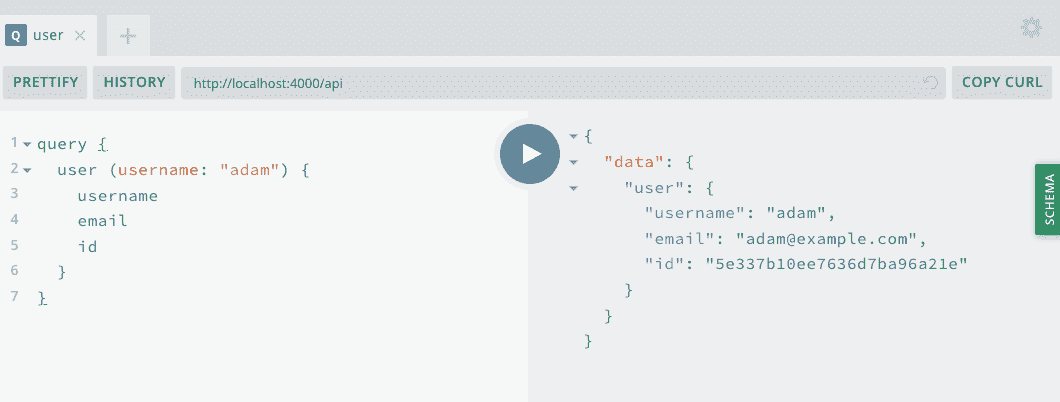 Q user
PRETTIFY HISTORY http://localhost:4000/api COPY CURL
1 query {
2 user (username: "adam") {
3 username
4 email
5 id
6 }
7 }
{
"data": {
"user": {
"username": "adam",
"email": "adam@example.com",
"id": "5e337b10ee7636d7ba96a21e"
}
}
}
SCHEMA